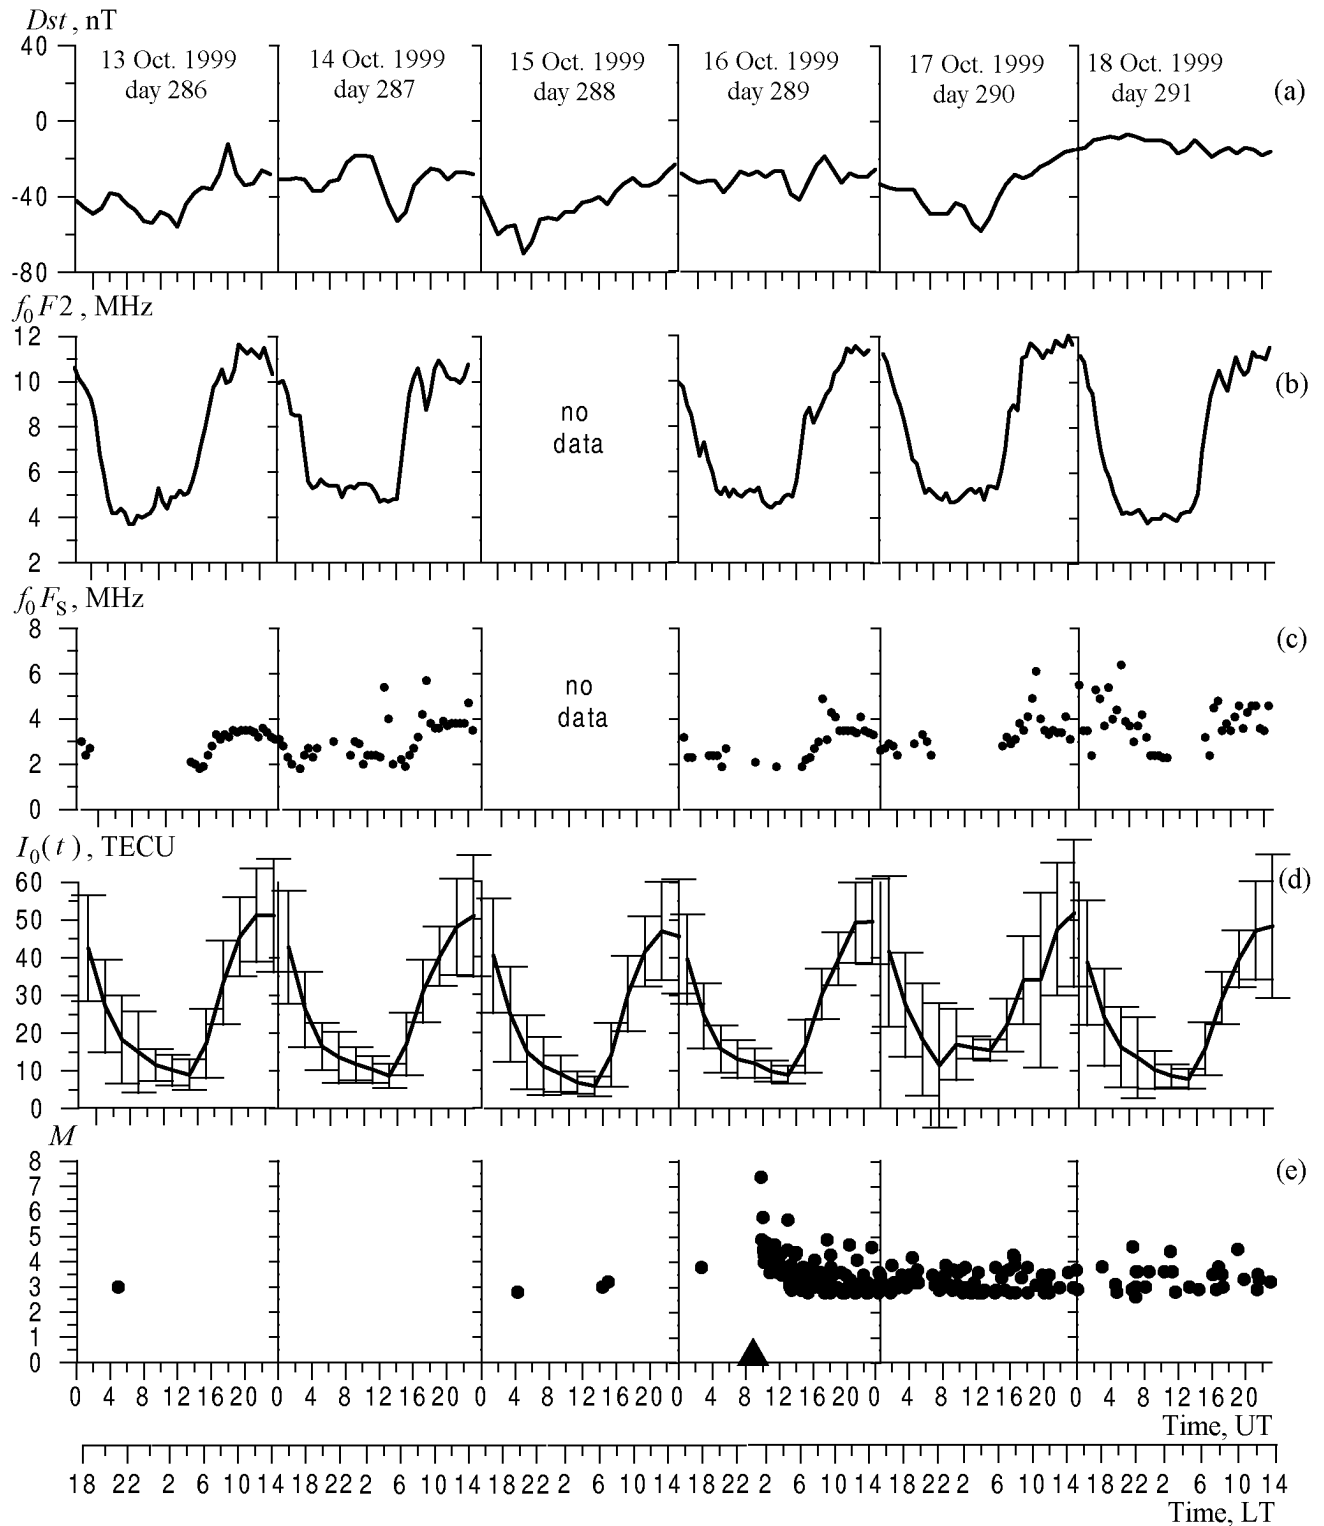 Dst , nT
40
0
-40
-80
13 Oct. 1999
day 286
14 Oct. 1999
day 287
15 Oct. 1999
day 288
16 Oct. 1999
day 289
17 Oct. 1999
day 290
18 Oct. 1999
day 291
(a)
f₀F2 , MHz
12
10
8
6
4
2
no
data
(b)
f₀Fₛ , MHz
8
6
4
2
0
no
data
(c)
I₀(t) , TECU
60
50
40
30
20
10
0
(d)
M
8
7
6
5
4
3
2
1
0
(e)
0 4 8 12 16 20 0 4 8 12 16 20 0 4 8 12 16 20 0 4 8 12 16 20 0 4 8 12 16 20 0 4 8 12 16 20
Time, UT
18 22 2 6 10 14 18 22 2 6 10 14 18 22 2 6 10 14 18 22 2 6 10 14 18 22 2 6 10 14 18 22 2 6 10 14
Time, LT